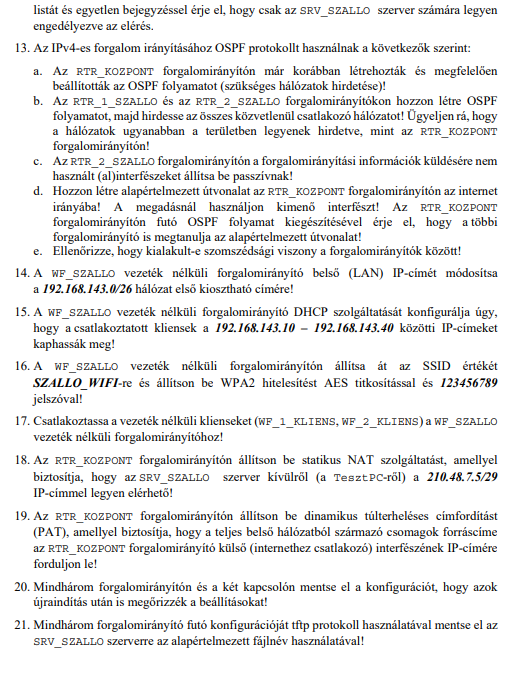 listát és egyetlen bejegyzéssel érje el, hogy csak az SRV_SZALLO szerver számára legyen
engedélyezve az elérés.
13. Az IPv4-es forgalom irányításához OSPF protokollt használnak a következők szerint:
a. Az RTR_KOZPONT forgalomirányítón már korábban létrehozták és megfelelően
beállították az OSPF folyamatot (szükséges hálózatok hirdetése)!
b. Az RTR_1_SZALLO és az RTR_2_SZALLO forgalomirányítókon hozzon létre OSPF
folyamatot, majd hirdesse az összes közvetlenül csatlakozó hálózatot! Ügyeljen rá, hogy
a hálózatok ugyanabban a területben legyenek hirdetve, mint az RTR_KOZPONT
forgalomirányítón!
c. Az RTR_2_SZALLO forgalomirányítón a forgalomirányítási információk küldésére nem
használt (al)interfészeket állítsa be passzívnak!
d. Hozzon létre alapértelmezett útvonalat az RTR_KOZPONT forgalomirányítón az internet
irányába! A megadásnál használjon kimenő interfészt! Az RTR_KOZPONT
forgalomirányítón futó OSPF folyamat kiegészítésével érje el, hogy a többi
forgalomirányító is megtanulja az alapértelmezett útvonalat!
e. Ellenőrizze, hogy kialakult-e szomszédsági viszony a forgalomirányítók között!
14. A WF_SZALLO vezeték nélküli forgalomirányító belső (LAN) IP-címét módosítsa
a 192.168.143.0/26 hálózat első kiosztható címére!
15. A WF_SZALLO vezeték nélküli forgalomirányító DHCP szolgáltatását konfigurálja úgy,
hogy a csatlakoztatott kliensek a 192.168.143.10 – 192.168.143.40 közötti IP-címeket
kaphassák meg!
16. A WF_SZALLO vezeték nélküli forgalomirányítón állítsa át az SSID értékét
SZALLO_WIFI-re és állítson be WPA2 hitelesítést AES titkosítással és 123456789
jelszóval!
17. Csatlakoztassa a vezeték nélküli klienseket (WF_1_KLIENS, WF_2_KLIENS) a WF_SZALLO
vezeték nélküli forgalomirányítóhoz!
18. Az RTR_KOZPONT forgalomirányítón állítson be statikus NAT szolgáltatást, amellyel
biztosítja, hogy az SRV_SZALLO szerver kívülről (a TesztPC-ről) a 210.48.7.5/29
IP-címmel legyen elérhető!
19. Az RTR_KOZPONT forgalomirányítón állítson be dinamikus túlterheléses címfordítást
(PAT), amellyel biztosítja, hogy a teljes belső hálózatból származó csomagok forráscíme
az RTR_KOZPONT forgalomirányító külső (internethez csatlakozó) interfészének IP-címére
forduljon le!
20. Mindhárom forgalomirányítón és a két kapcsolón mentse el a konfigurációt, hogy azok
újraindítás után is megőrizzék a beállításokat!
21. Mindhárom forgalomirányító futó konfigurációját tftp protokoll használatával mentse el az
SRV_SZALLO szerverre az alapértelmezett fájlnév használatával!